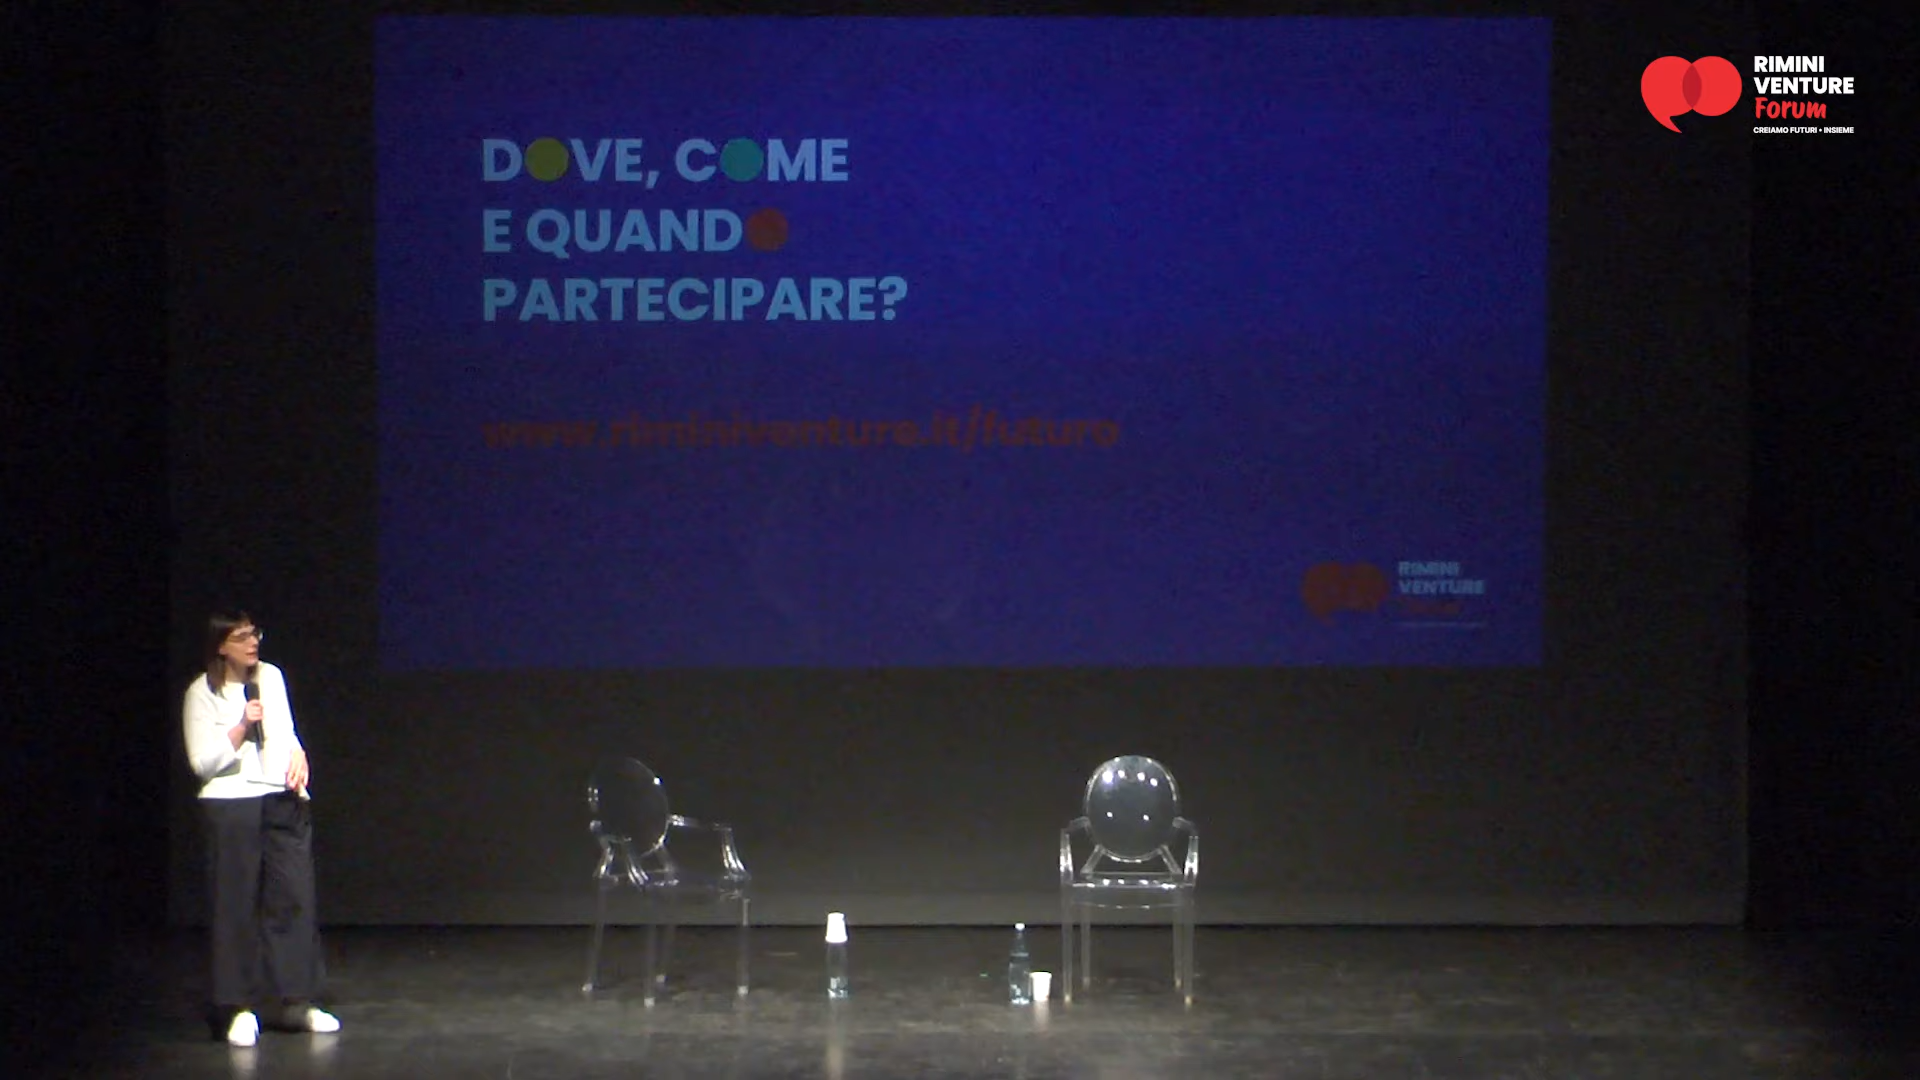 DOVE, COME
E QUANDO
PARTECIPARE?
www.riminiventure.it/futuro
RIMINI
VENTURE
RIMINI
VENTURE
Forum
CREIAMO FUTURI • INSIEME